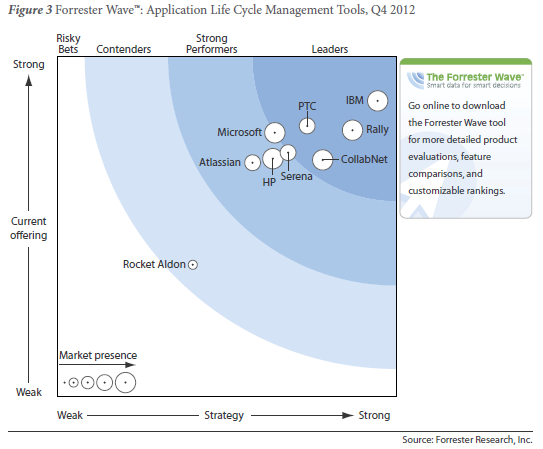 Figure 3 Forrester Wave™: Application Life Cycle Management Tools, Q4 2012
Risky
Bets
Contenders
Strong
Performers
Leaders
Strong
The Forrester Wave™
Smart data for smart decisions
Go online to download
the Forrester Wave tool
for more detailed product
evaluations, feature
comparisons, and
customizable rankings.
IBM
PTC
Microsoft
Rally
Atlassian
CollabNet
HP
Serena
Current
offering
Rocket Aldon
Market presence
Weak
Weak
Strategy
Strong
Source: Forrester Research, Inc.